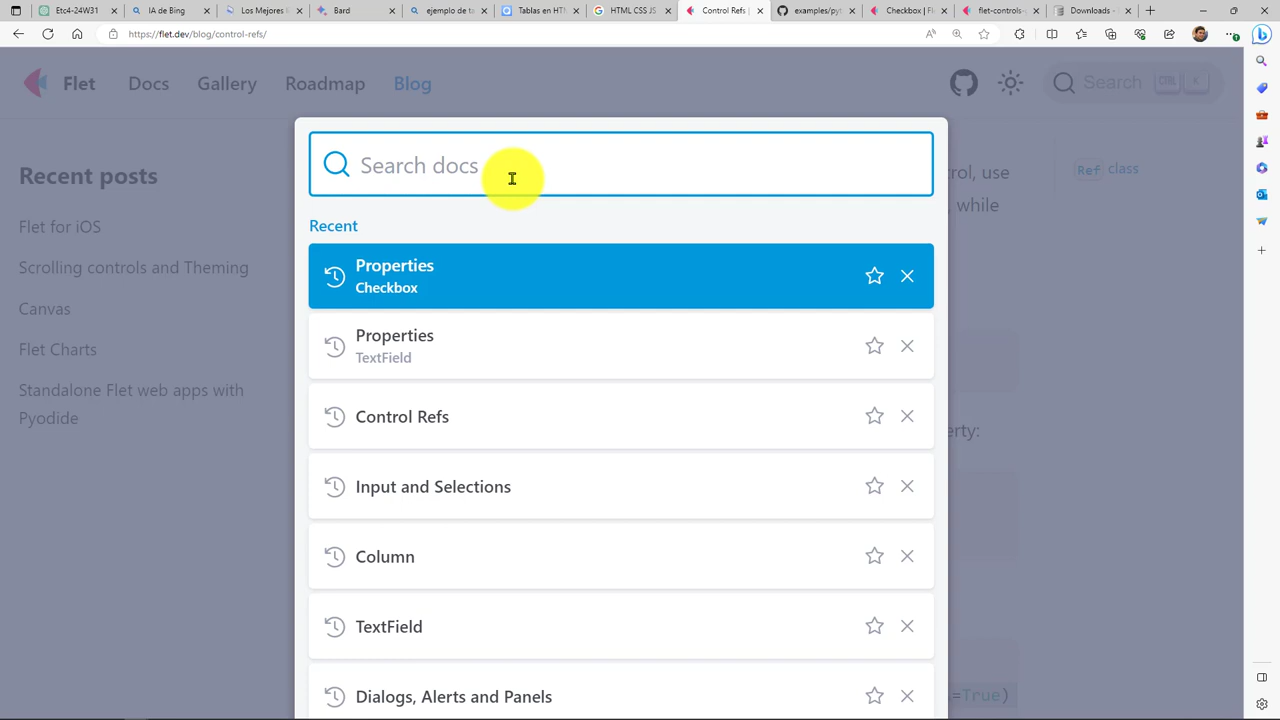 Etc4-24W31
IA de Bing
Los Mejores 8
Bard
ejemplo de ta
Tablas en HTM
HTML CSS JS
Control Refs |
examples/pyt
Checkbox | Fl
flet-controls-
Downloads -
https://flet.dev/blog/control-refs/
Flet
Docs
Gallery
Roadmap
Blog
Search
CTRL
K
Recent posts
Flet for iOS
Scrolling controls and Theming
Canvas
Flet Charts
Standalone Flet web apps with
Pyodide
Search docs
Recent
Properties
Checkbox
Properties
TextField
Control Refs
Input and Selections
Column
TextField
Dialogs, Alerts and Panels
rol, use
, while
Ref class
erty:
=True)